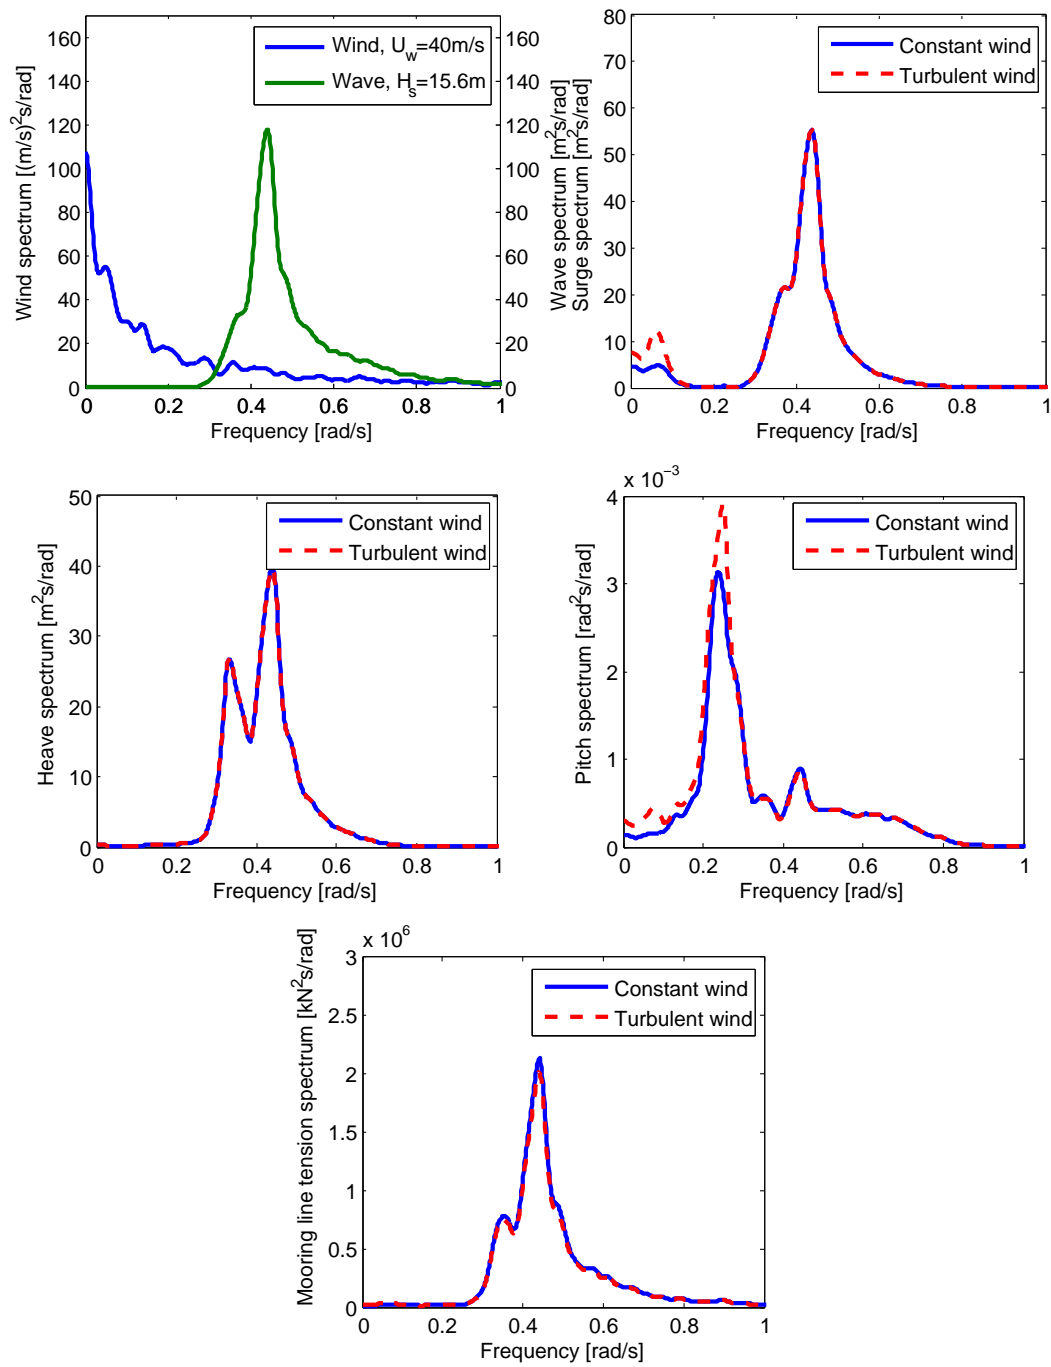 Wind spectrum [(m/s)²s/rad]
160
140
120
100
80
60
40
20
0
Wind, U_w=40m/s
Wave, H_s=15.6m
160
140
120
100
80
60
40
20
0
Wave spectrum [m²s/rad]
0 0.2 0.4 0.6 0.8 1
Frequency [rad/s]
Surge spectrum [m²s/rad]
80
70
60
50
40
30
20
10
0
Constant wind
Turbulent wind
0 0.2 0.4 0.6 0.8 1
Frequency [rad/s]
Heave spectrum [m²s/rad]
50
40
30
20
10
0
Constant wind
Turbulent wind
0 0.2 0.4 0.6 0.8 1
Frequency [rad/s]
x 10⁻³
Pitch spectrum [rad²s/rad]
4
3
2
1
0
Constant wind
Turbulent wind
0 0.2 0.4 0.6 0.8 1
Frequency [rad/s]
x 10⁶
Mooring line tension spectrum [kN²s/rad]
3
2.5
2
1.5
1
0.5
0
Constant wind
Turbulent wind
0 0.2 0.4 0.6 0.8 1
Frequency [rad/s]